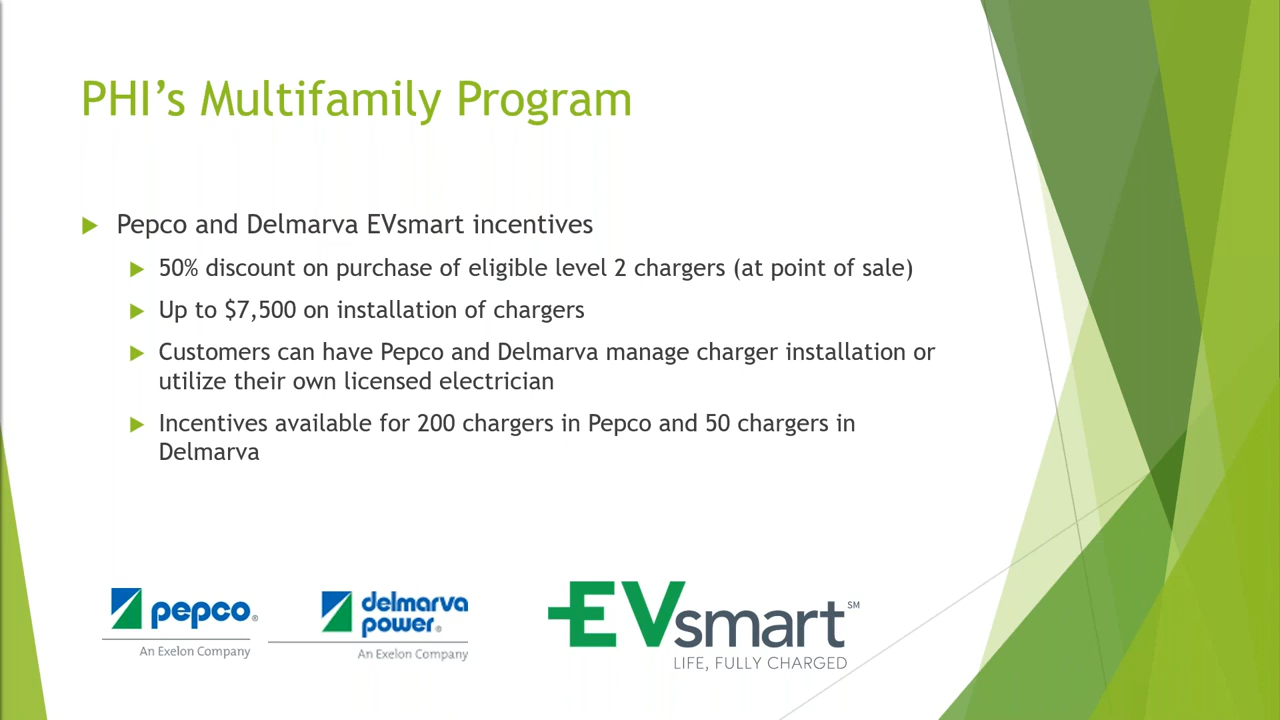 PHI’s Multifamily Program
Pepco and Delmarva EVsmart incentives
50% discount on purchase of eligible level 2 chargers (at point of sale)
Up to $7,500 on installation of chargers
Customers can have Pepco and Delmarva manage charger installation or
utilize their own licensed electrician
Incentives available for 200 chargers in Pepco and 50 chargers in
Delmarva
pepco®
An Exelon Company
delmarva
power®
An Exelon Company
EVsmart℠
LIFE, FULLY CHARGED